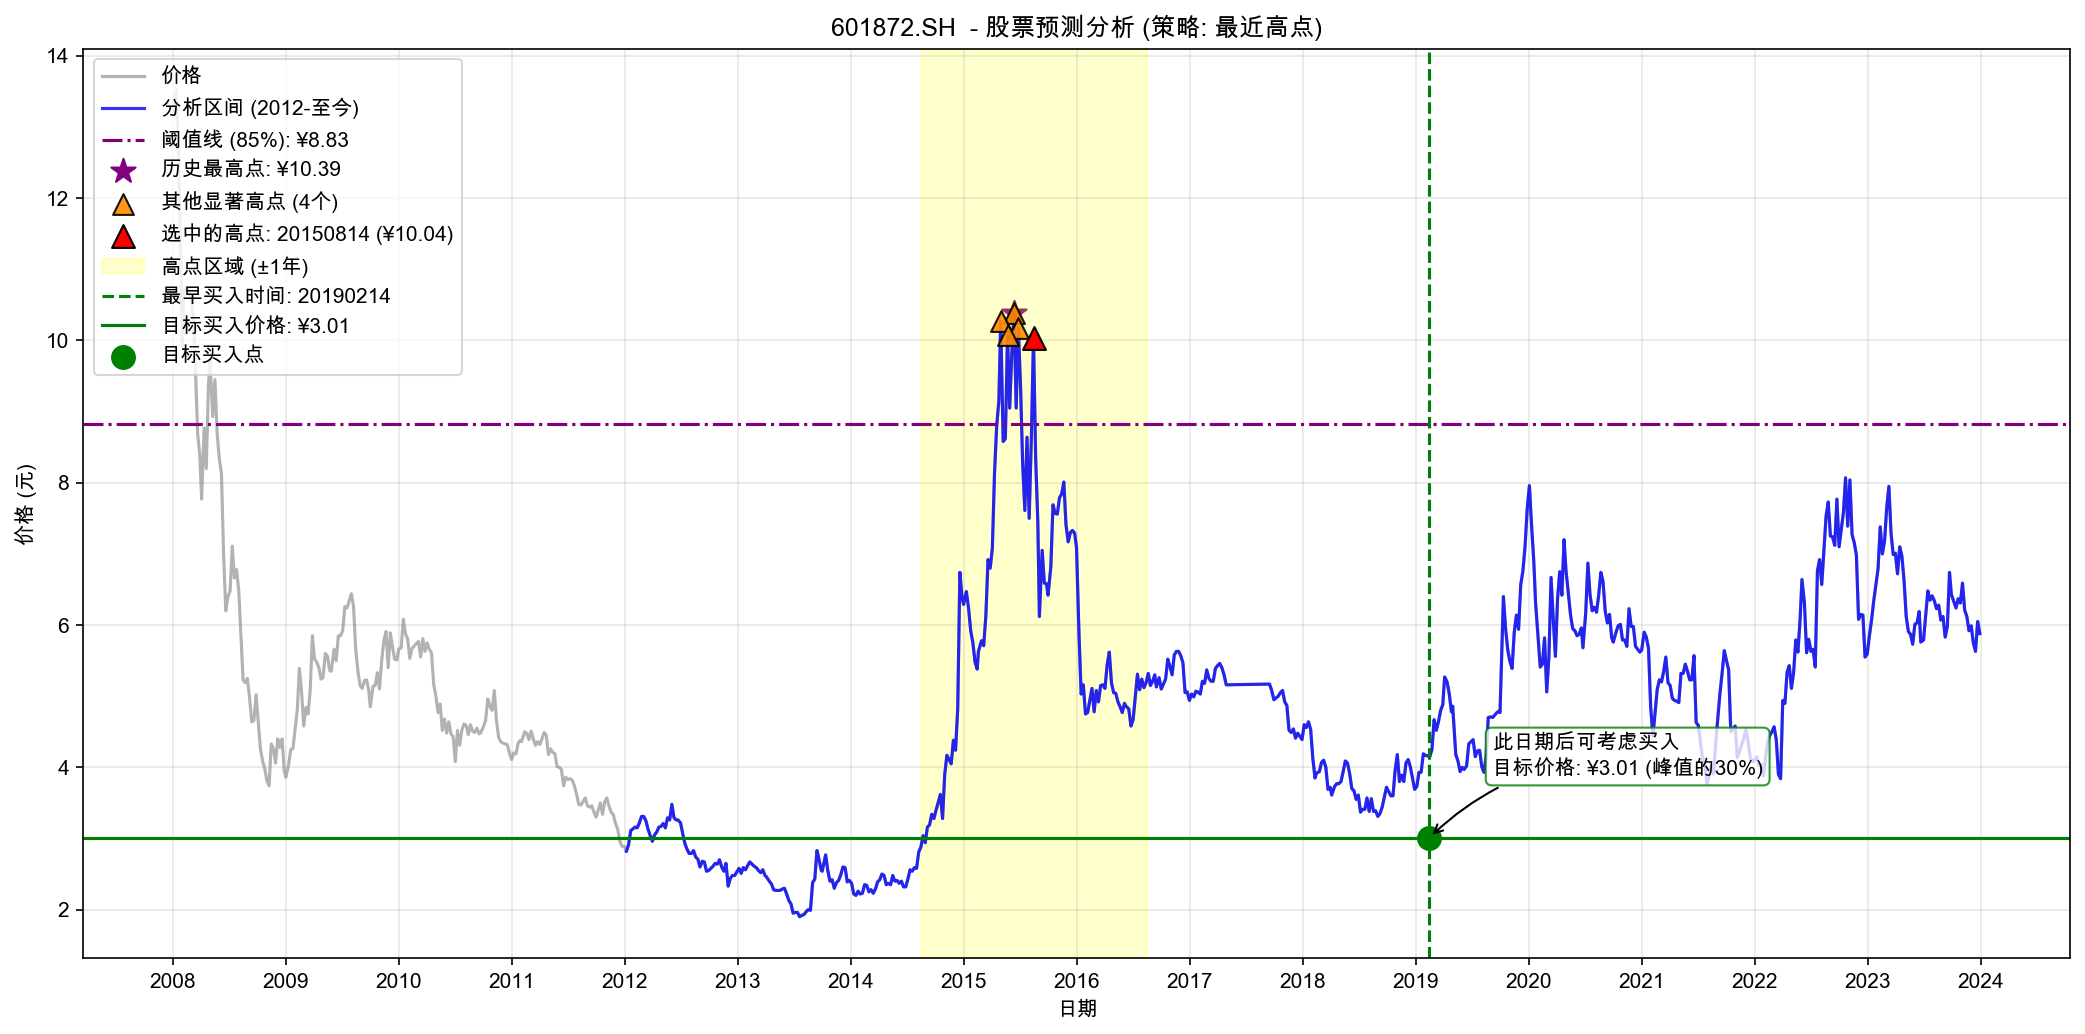 601872.SH - 股票预测分析 (策略: 最近高点)
价格
分析区间 (2012-至今)
阈值线 (85%): ¥8.83
历史最高点: ¥10.39
其他显著高点 (4个)
选中的高点: 20150814 (¥10.04)
高点区域 (±1年)
最早买入时间: 20190214
目标买入价格: ¥3.01
目标买入点
价格 (元)
14
12
10
8
6
4
2
此日期后可考虑买入
目标价格: ¥3.01 (峰值的30%)
2008
2009
2010
2011
2012
2013
2014
2015
2016
2017
2018
2019
2020
2021
2022
2023
2024
日期